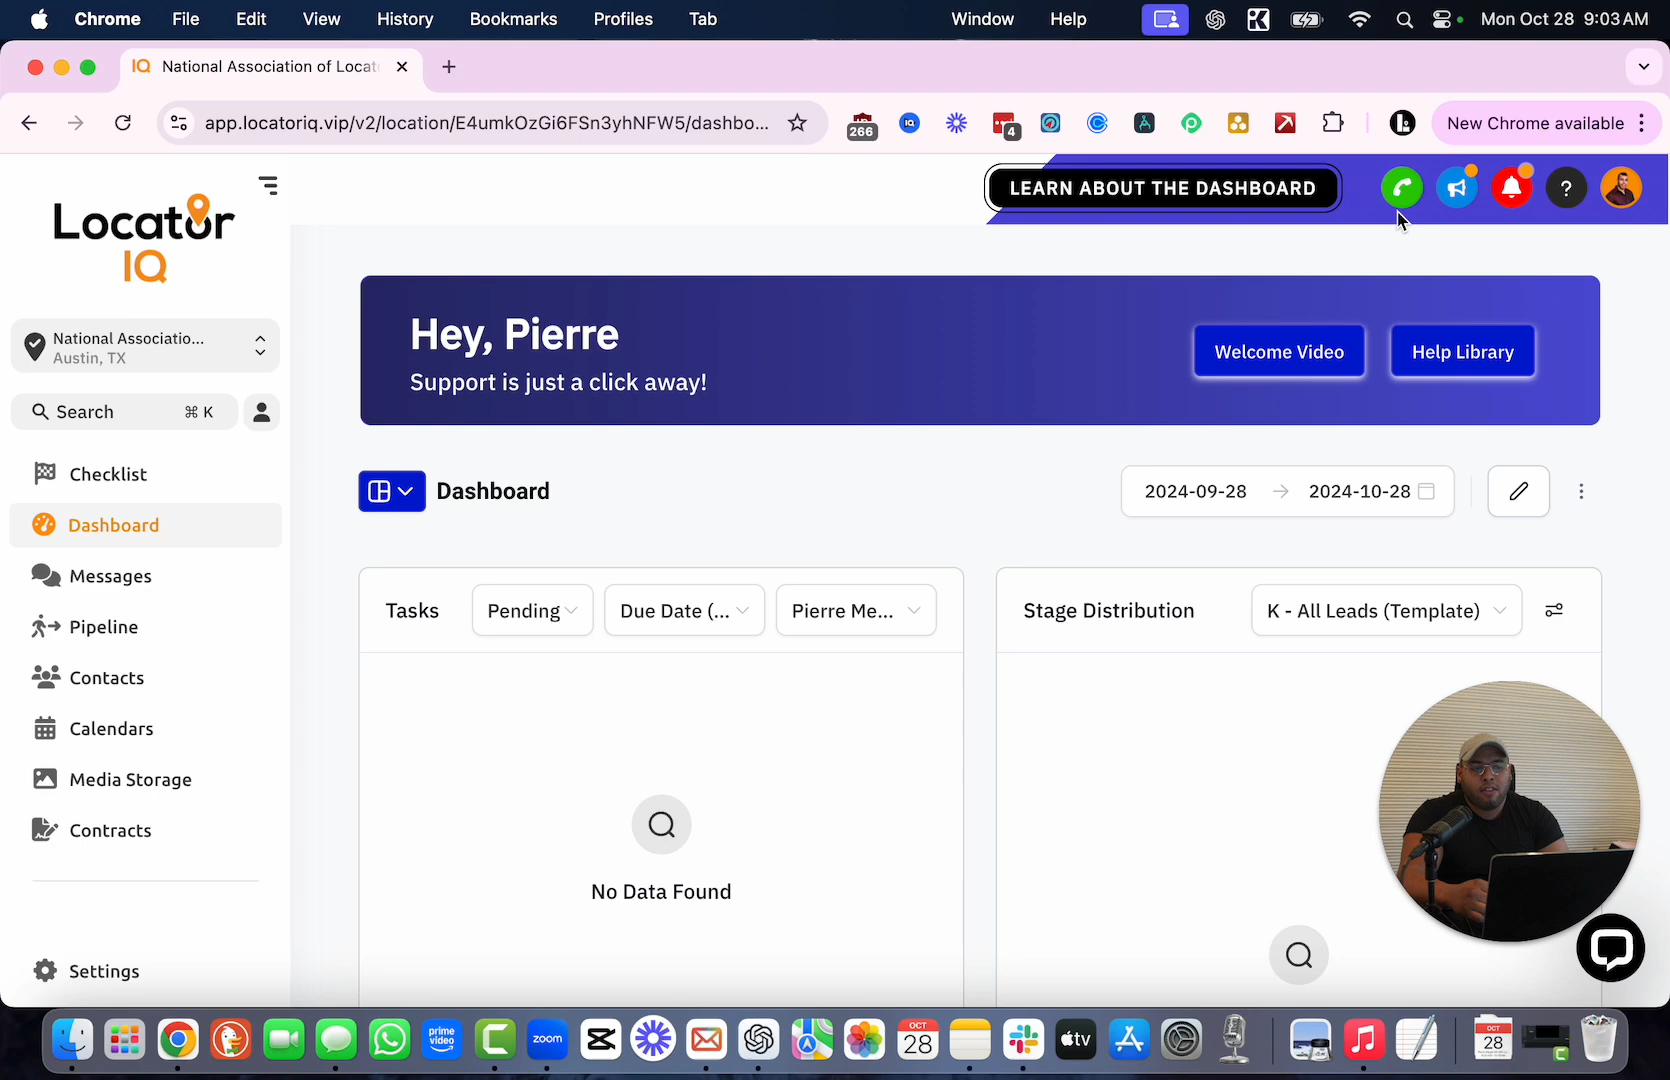 Chrome File Edit View History Bookmarks Profiles Tab Window Help Mon Oct 28 9:03 AM
IQ National Association of Locat
app.locatoriq.vip/v2/location/E4umkOzGi6FSn3yhNFW5/dashbo... 266 IQ 4 New Chrome available
LEARN ABOUT THE DASHBOARD
?
Locator
IQ
Hey, Pierre
Support is just a click away!
Welcome Video
Help Library
National Associatio...
Austin, TX
Search ⌘ K
Checklist
Dashboard
Messages
Pipeline
Contacts
Calendars
Media Storage
Contracts
Settings
Dashboard
2024-09-28 → 2024-10-28
Tasks Pending Due Date (... Pierre Me...
No Data Found
Stage Distribution K - All Leads (Template)
prime video
zoom
OCT
28
tv
OCT
28